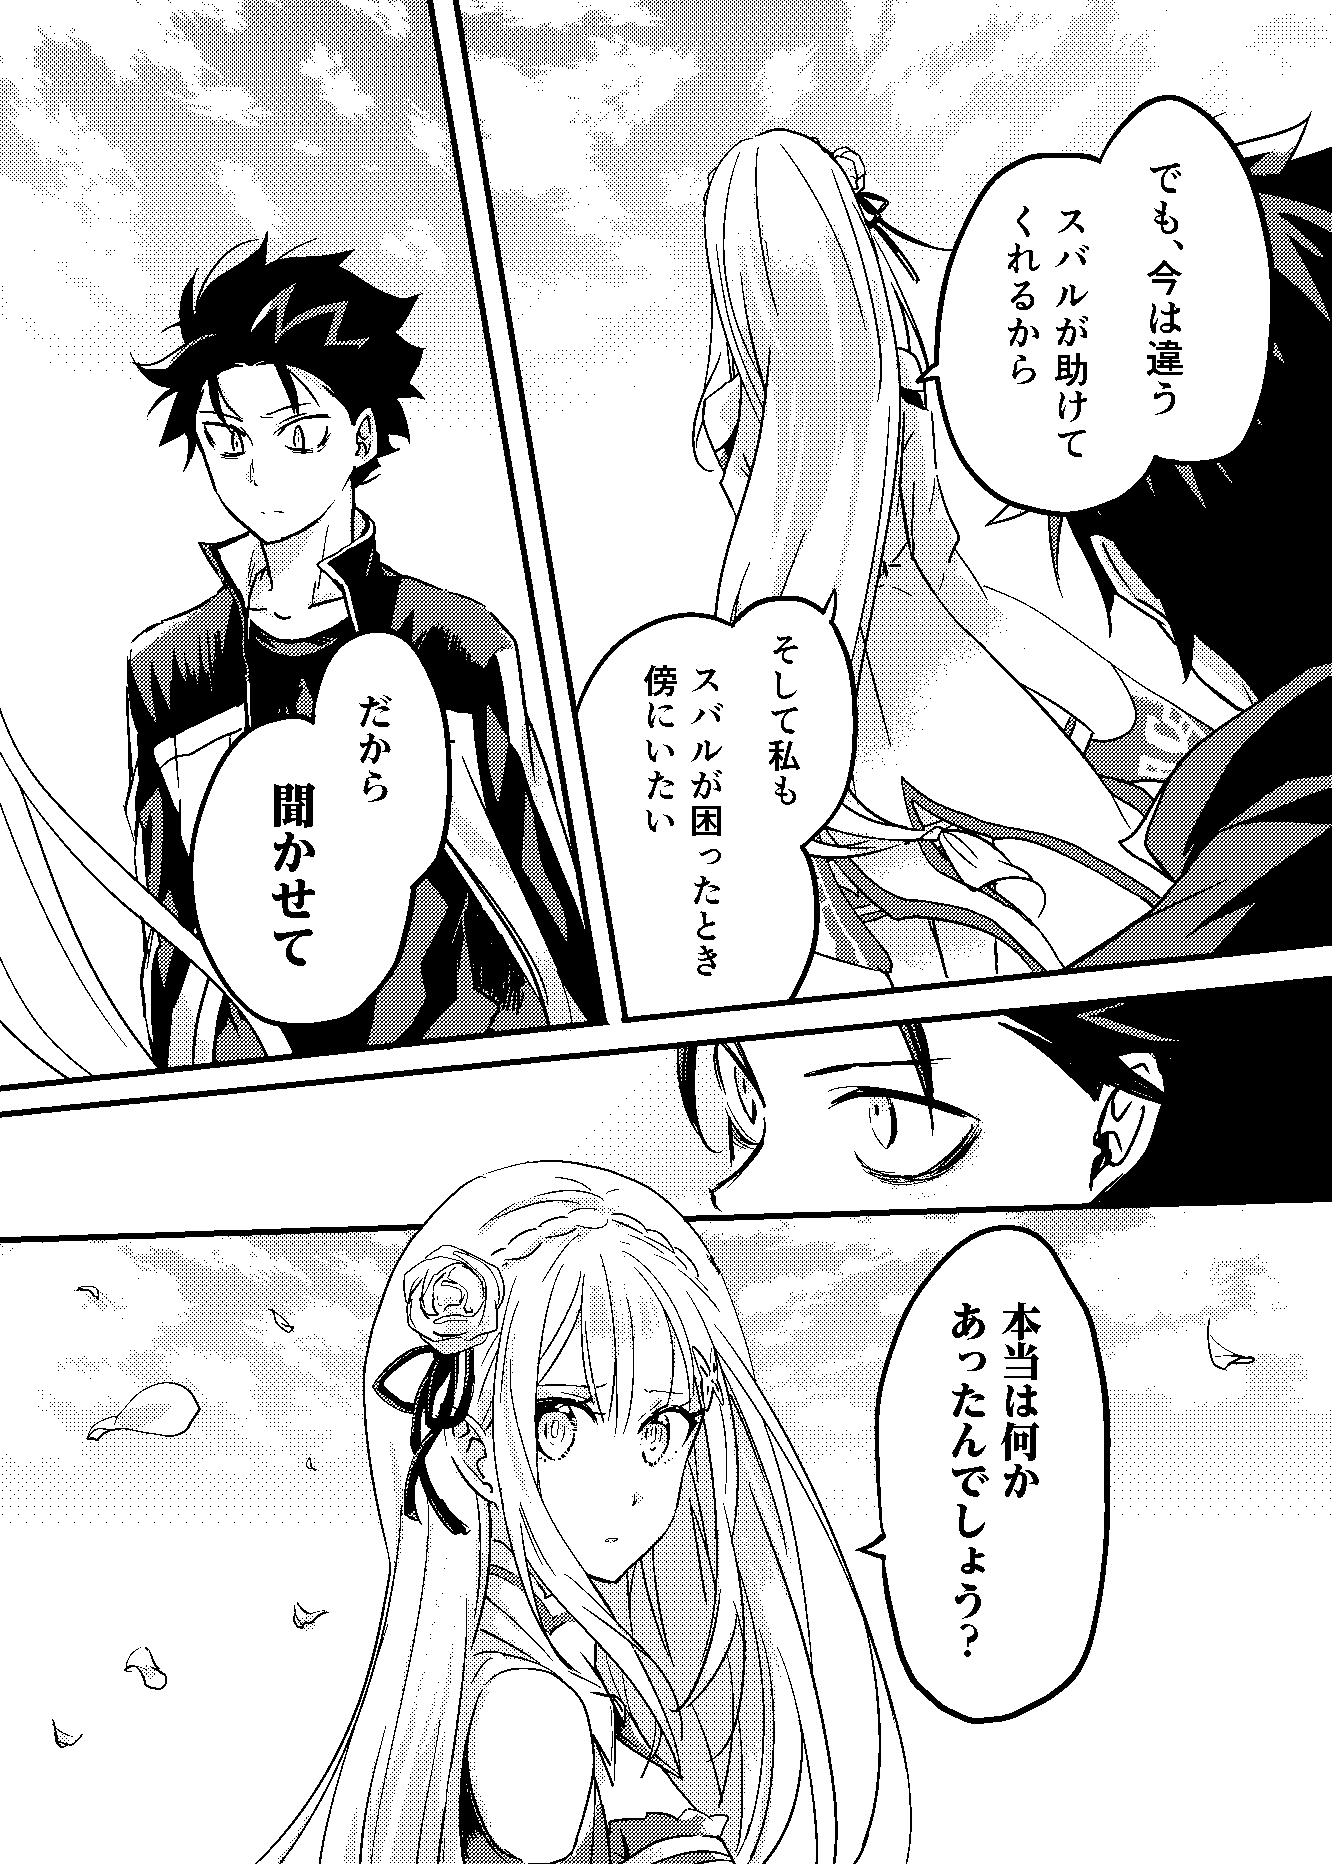 でも、今は違う
スバルが助けて
くれるから
そして私も
スバルが困ったとき
傍にいたい
だから
聞かせて
本当は何か
あったんでしょう?